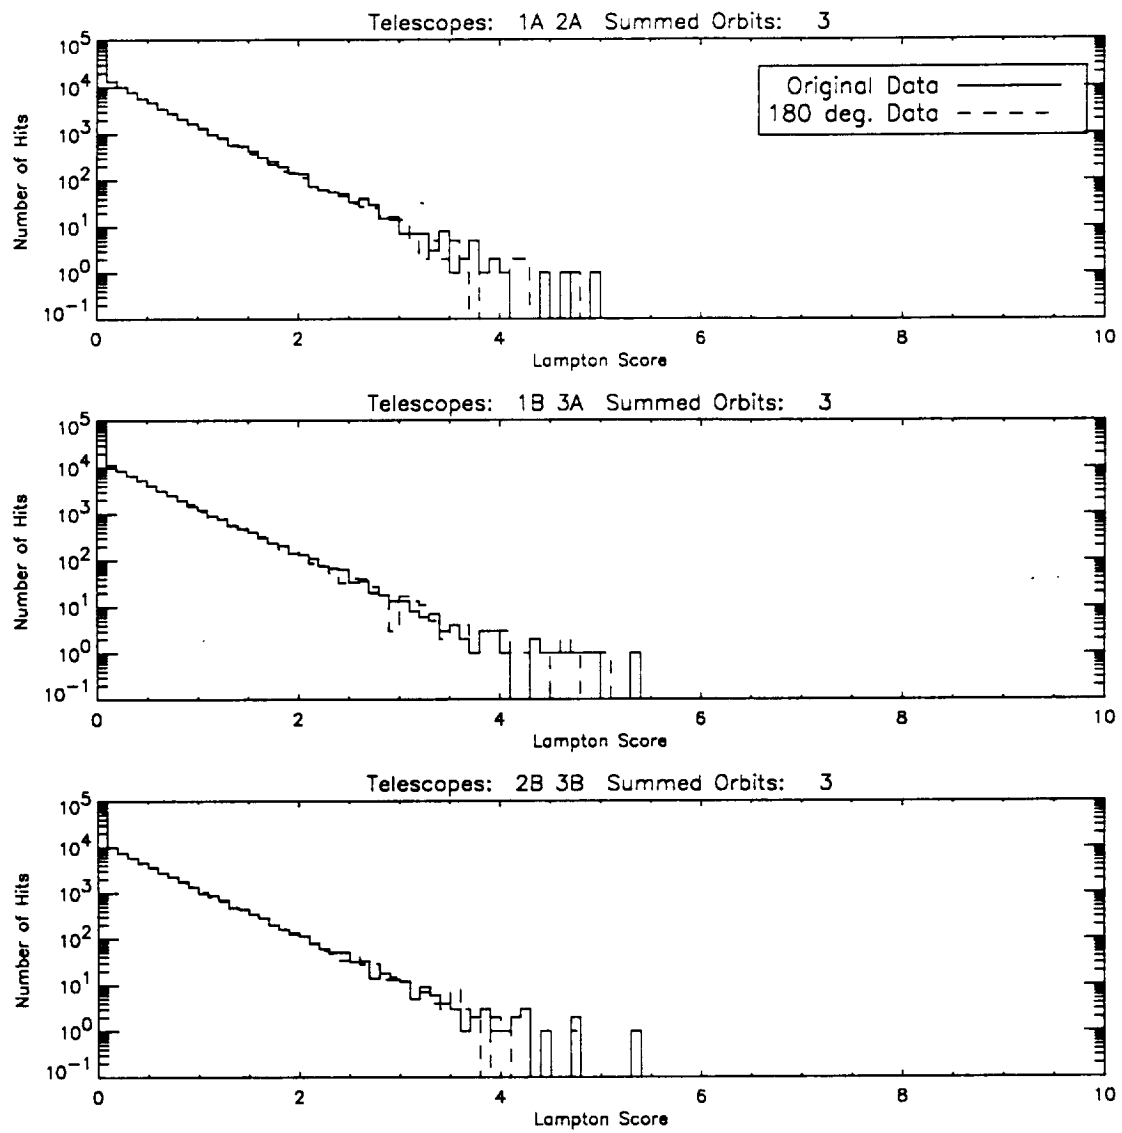 Telescopes: 1A 2A Summed Orbits: 3
Original Data
180 deg. Data
Number of Hits
10^5
10^4
10^3
10^2
10^1
10^0
10^-1
0 2 4 6 8 10
Lampton Score
Telescopes: 1B 3A Summed Orbits: 3
Number of Hits
10^5
10^4
10^3
10^2
10^1
10^0
10^-1
0 2 4 6 8 10
Lampton Score
Telescopes: 2B 3B Summed Orbits: 3
Number of Hits
10^5
10^4
10^3
10^2
10^1
10^0
10^-1
0 2 4 6 8 10
Lampton Score